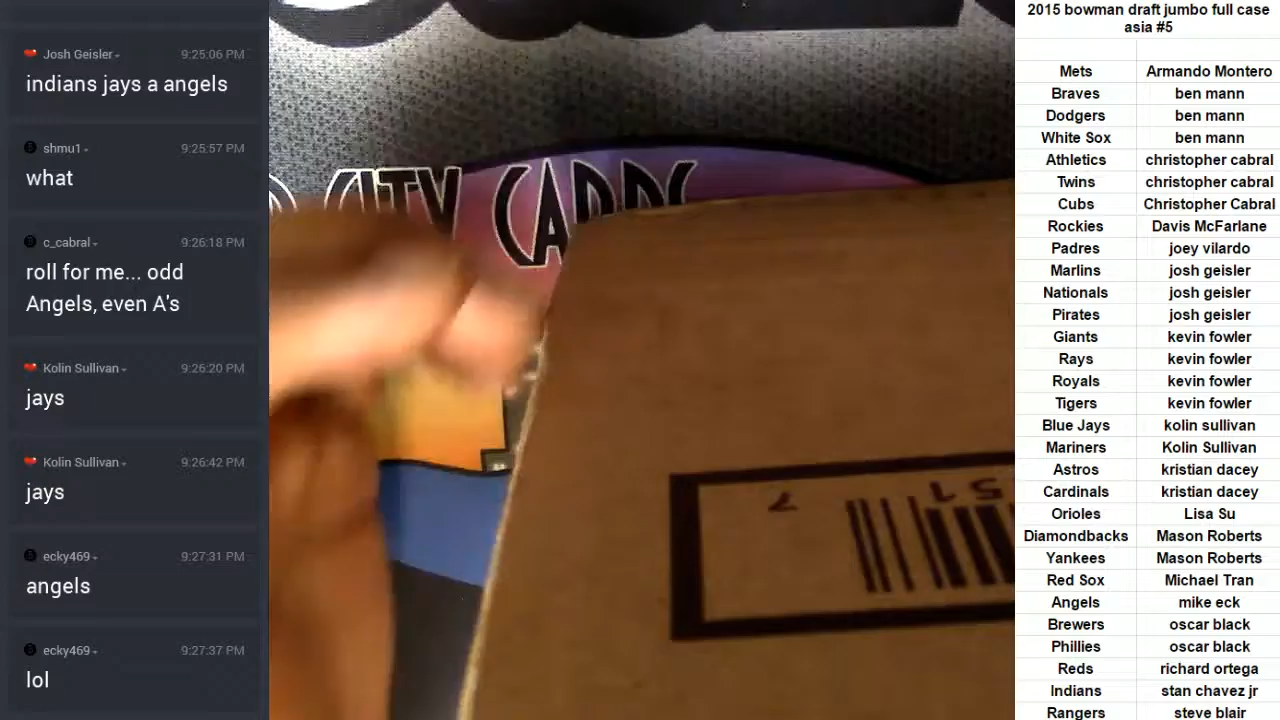 Josh Geisler
9:25:06 PM
indians jays a angels
shmu1
9:25:57 PM
what
c_cabral
9:26:18 PM
roll for me... odd
Angels, even A's
Kolin Sullivan
9:26:20 PM
jays
Kolin Sullivan
9:26:42 PM
jays
ecky469
9:27:31 PM
angels
ecky469
9:27:37 PM
lol
CITY CARDS
7
51
2015 bowman draft jumbo full case
asia #5
Mets Armando Montero
Braves ben mann
Dodgers ben mann
White Sox ben mann
Athletics christopher cabral
Twins christopher cabral
Cubs Christopher Cabral
Rockies Davis McFarlane
Padres joey vilardo
Marlins josh geisler
Nationals josh geisler
Pirates josh geisler
Giants kevin fowler
Rays kevin fowler
Royals kevin fowler
Tigers kevin fowler
Blue Jays kolin sullivan
Mariners Kolin Sullivan
Astros kristian dacey
Cardinals kristian dacey
Orioles Lisa Su
Diamondbacks Mason Roberts
Yankees Mason Roberts
Red Sox Michael Tran
Angels mike eck
Brewers oscar black
Phillies oscar black
Reds richard ortega
Indians stan chavez jr
Rangers steve blair